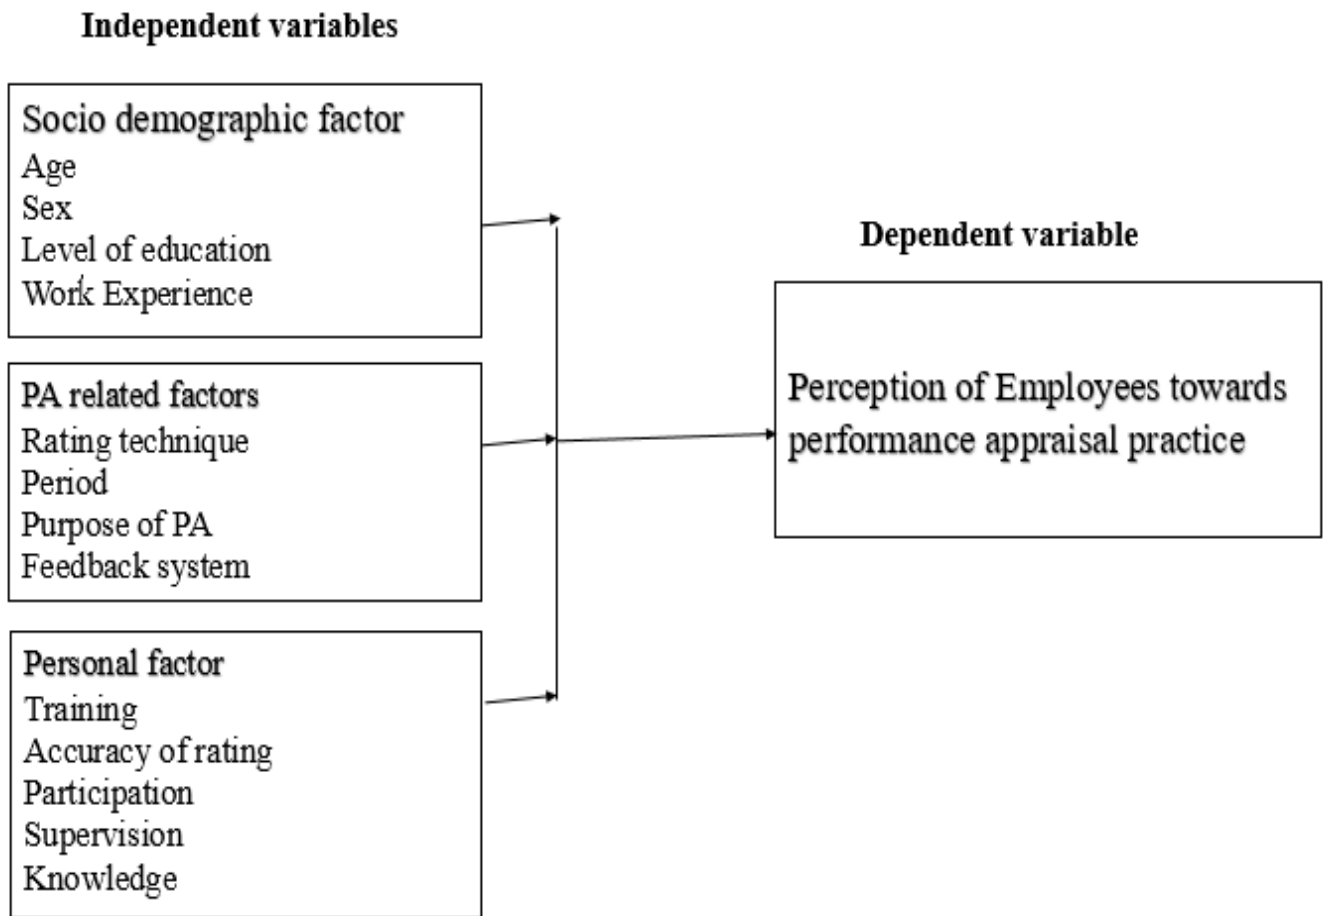 Independent variables
Socio demographic factor
Age
Sex
Level of education
Work Experience
PA related factors
Rating technique
Period
Purpose of PA
Feedback system
Personal factor
Training
Accuracy of rating
Participation
Supervision
Knowledge
Dependent variable
Perception of Employees towards
performance appraisal practice